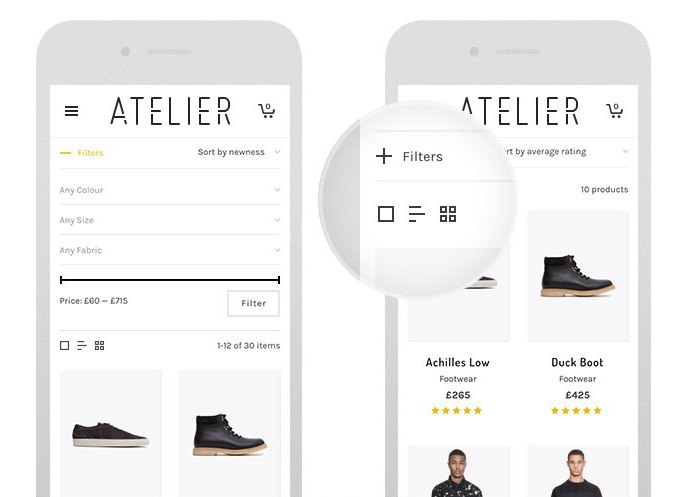 ATELIER
0
Filters
Sort by newness
Any Colour
Any Size
Any Fabric
Price: £60 — £715
Filter
1-12 of 30 items
ATELIER
0
Filters
rt by average rating
10 products
Achilles Low
Footwear
£265
Duck Boot
Footwear
£425